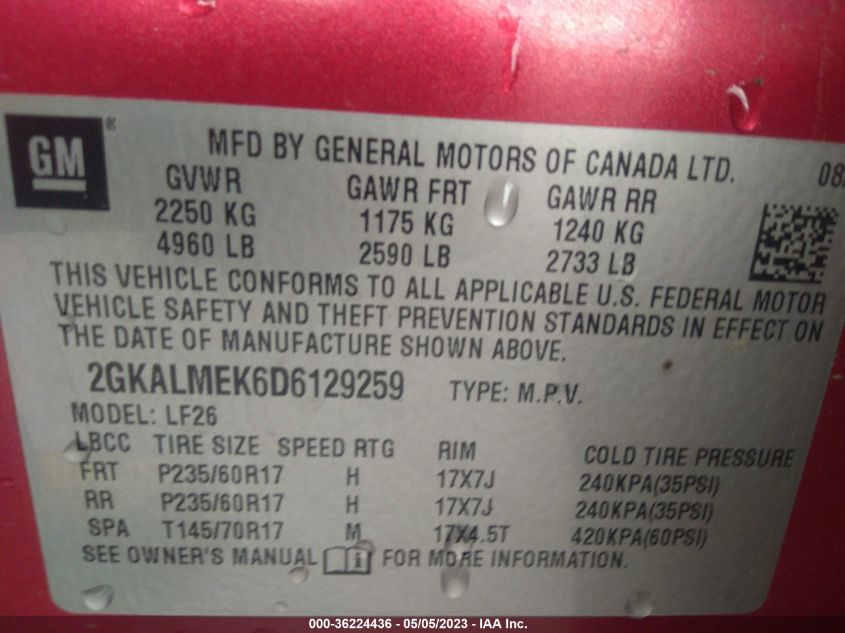 GM ® MFD BY GENERAL MOTORS OF CANADA LTD. 08
GVWR GAWR FRT GAWR RR
2250 KG 1175 KG 1240 KG
4960 LB 2590 LB 2733 LB
THIS VEHICLE CONFORMS TO ALL APPLICABLE U.S. FEDERAL MOTOR
VEHICLE SAFETY AND THEFT PREVENTION STANDARDS IN EFFECT ON
THE DATE OF MANUFACTURE SHOWN ABOVE.
2GKALMEK6D6129259 TYPE: M.P.V.
MODEL: LF26
LBCC TIRE SIZE SPEED RTG RIM COLD TIRE PRESSURE
FRT P235/60R17 H 17X7J 240KPA(35PSI)
RR P235/60R17 H 17X7J 240KPA(35PSI)
SPA T145/70R17 M 17X4.5T 420KPA(60PSI)
SEE OWNER'S MANUAL FOR MORE INFORMATION.
000-36224436 - 05/05/2023 - IAA Inc.